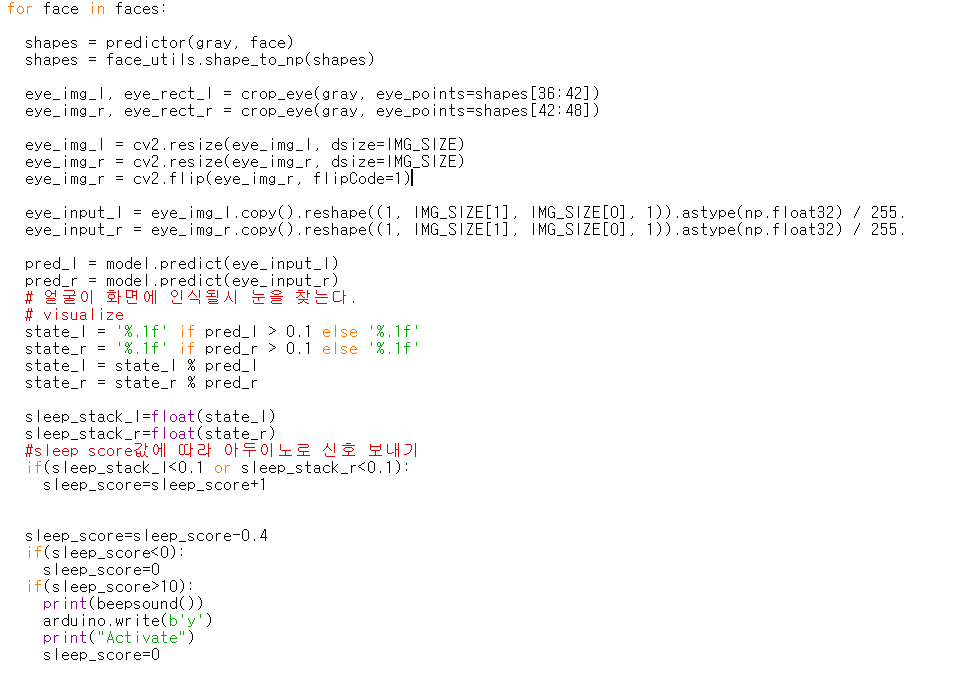 for face in faces:
shapes = predictor(gray, face)
shapes = face_utils.shape_to_np(shapes)
eye_img_l, eye_rect_l = crop_eye(gray, eye_points=shapes[36:42])
eye_img_r, eye_rect_r = crop_eye(gray, eye_points=shapes[42:48])
eye_img_l = cv2.resize(eye_img_l, dsize=IMG_SIZE)
eye_img_r = cv2.resize(eye_img_r, dsize=IMG_SIZE)
eye_img_r = cv2.flip(eye_img_r, flipCode=1)
eye_input_l = eye_img_l.copy().reshape((1, IMG_SIZE[1], IMG_SIZE[0], 1)).astype(np.float32) / 255.
eye_input_r = eye_img_r.copy().reshape((1, IMG_SIZE[1], IMG_SIZE[0], 1)).astype(np.float32) / 255.
pred_l = model.predict(eye_input_l)
pred_r = model.predict(eye_input_r)
# 얼굴이 화면에 인식될시 눈을 찾는다.
# visualize
state_l = '%.1f' if pred_l > 0.1 else '%.1f'
state_r = '%.1f' if pred_r > 0.1 else '%.1f'
state_l = state_l % pred_l
state_r = state_r % pred_r
sleep_stack_l=float(state_l)
sleep_stack_r=float(state_r)
#sleep score값에 따라 아두이노로 신호 보내기
if(sleep_stack_l<0.1 or sleep_stack_r<0.1):
sleep_score=sleep_score+1
sleep_score=sleep_score-0.4
if(sleep_score<0):
sleep_score=0
if(sleep_score>10):
print(beepsound())
arduino.write(b'y')
print("Activate")
sleep_score=0